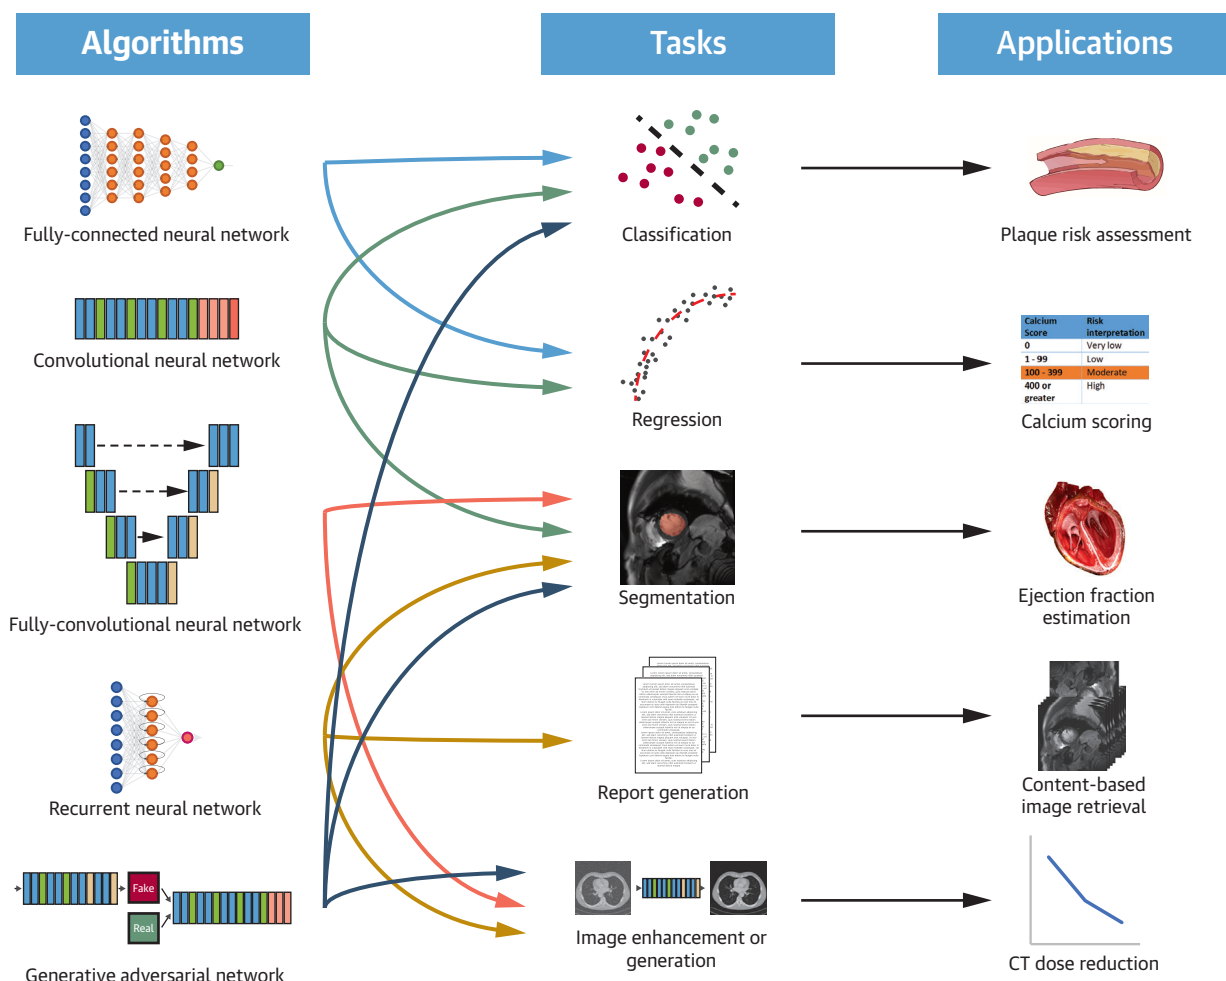 Algorithms
Tasks
Applications
Fully-connected neural network
Classification
Plaque risk assessment
Convolutional neural network
Regression
Calcium Score
Risk interpretation
0
Very low
1 - 99
Low
100 - 399
Moderate
400 or greater
High
Calcium scoring
Fully-convolutional neural network
Segmentation
Ejection fraction
estimation
Recurrent neural network
Report generation
Content-based
image retrieval
Fake
Real
Generative adversarial network
Image enhancement or
generation
CT dose reduction